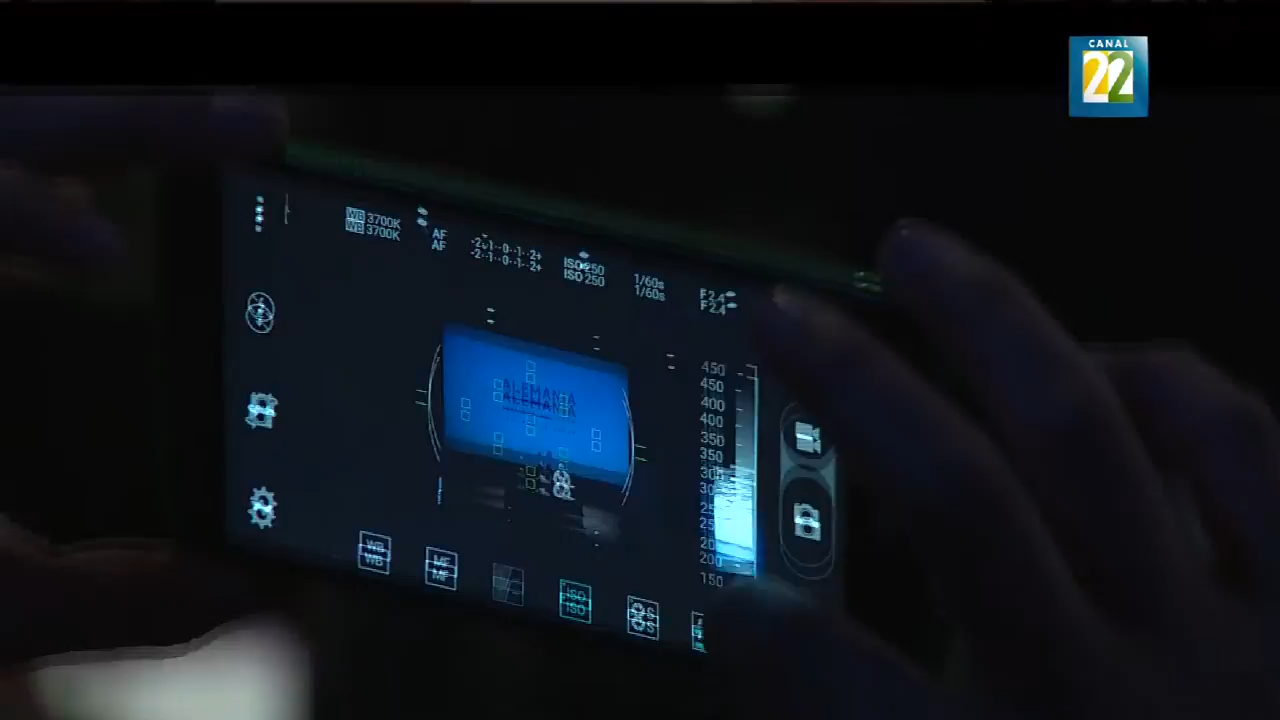 CANAL
22
WB 3700K
WB 3700K
AF
AF
-2··1··0··1··2+
-2··1··0··1··2+
ISO 250
ISO 250
1/60s
1/60s
F2.4
F2.4
ALEMANIA
ALEMANIA
450
450
400
400
350
350
200
150
WB
WB
MF
MF
ISO
ISO
S
S